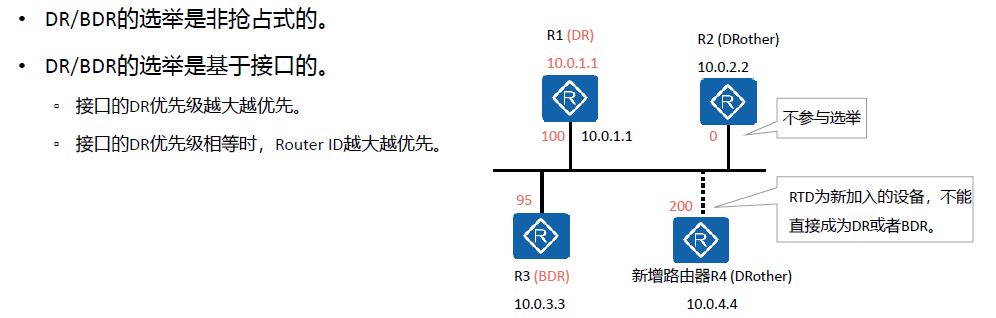 • DR/BDR的选举是非抢占式的。
• DR/BDR的选举是基于接口的。
▫ 接口的DR优先级越大越优先。
▫ 接口的DR优先级相等时，Router ID越大越优先。
R1 (DR)
10.0.1.1
R
100
10.0.1.1
R2 (DRother)
10.0.2.2
R
0
不参与选举
95
R
R3 (BDR)
10.0.3.3
200
R
新增路由器R4 (DRother)
10.0.4.4
RTD为新加入的设备，不能
直接成为DR或者BDR。